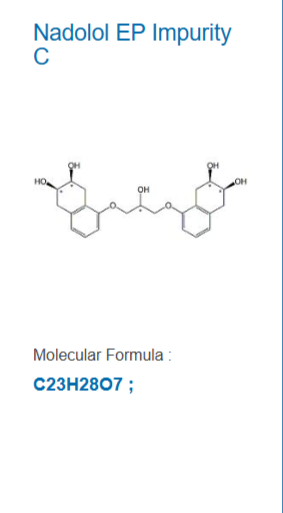 Nadolol EP Impurity
C
OH
OH
HO
OH
OH
O
O
Molecular Formula :
C23H28O7 ;